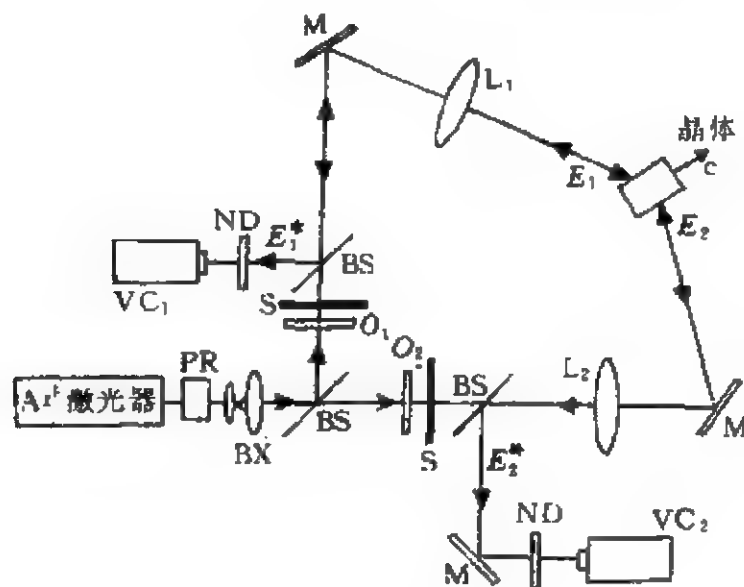 M
L₁
晶体
c
E₁
E₂
ND
E₁*
BS
VC₁
S
O₁
O₂
PR
Ar⁺激光器
BX
BS
S
BS
L₂
M
E₂*
ND
VC₂
M